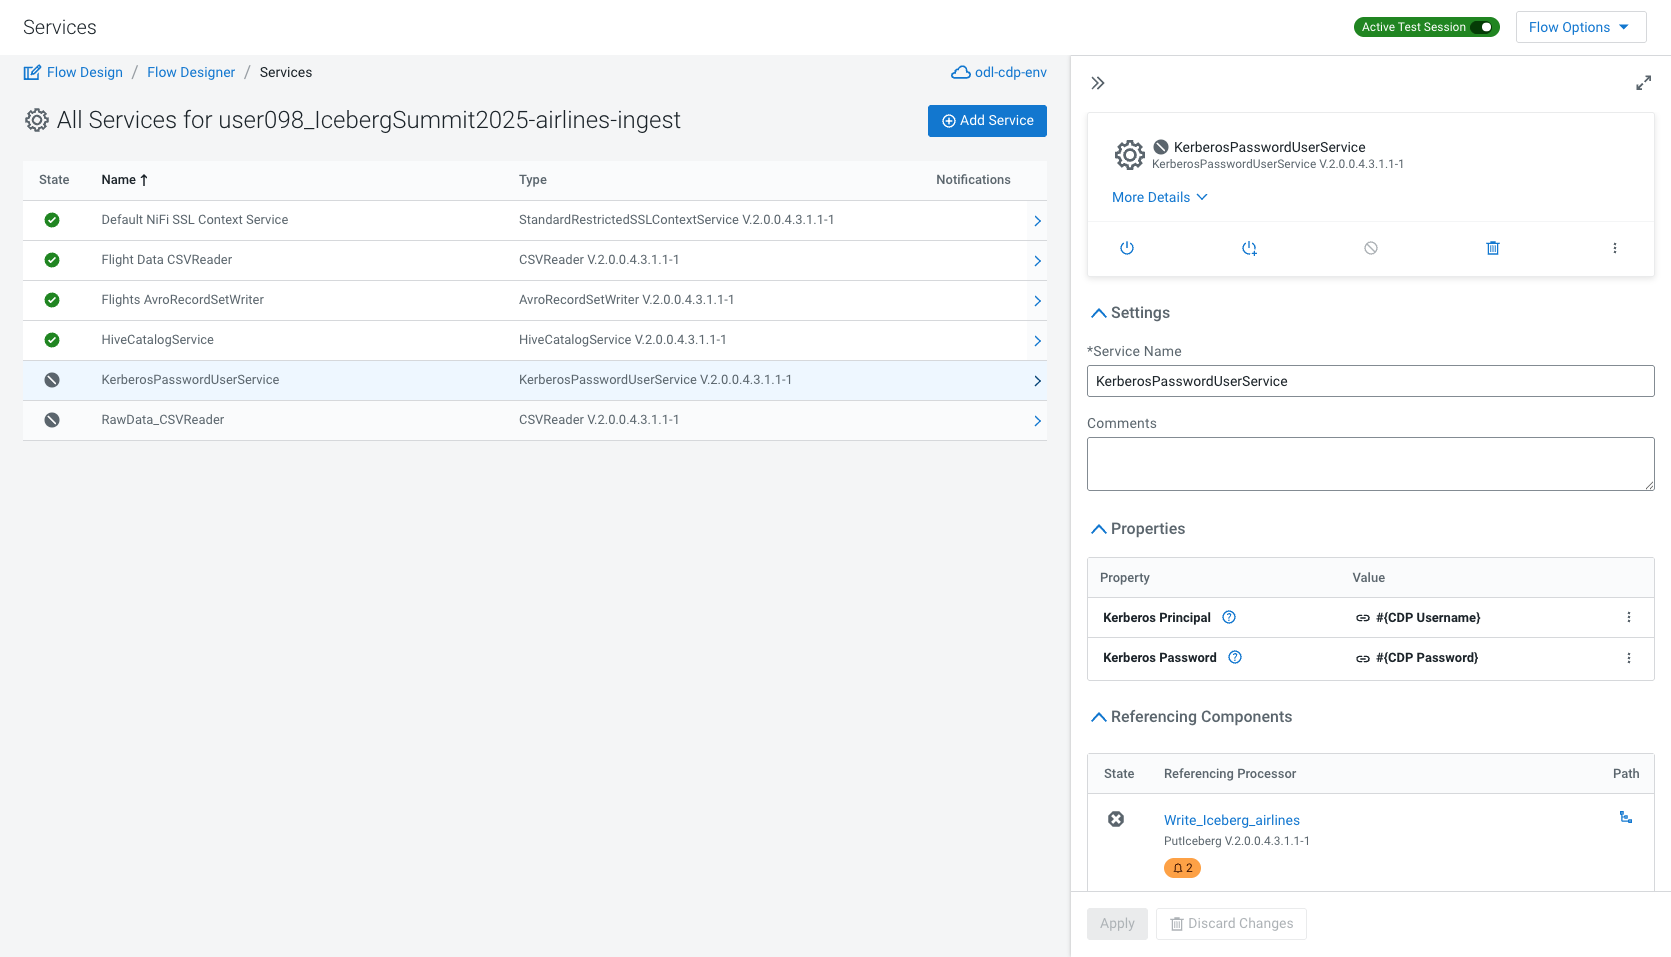 Services
Active Test Session
Flow Options
Flow Design / Flow Designer / Services
odl-cdp-env
All Services for user098_IcebergSummit2025-airlines-ingest
Add Service
State Name Type Notifications
Default NiFi SSL Context Service StandardRestrictedSSLContextService V.2.0.0.4.3.1.1-1
Flight Data CSVReader CSVReader V.2.0.0.4.3.1.1-1
Flights AvroRecordSetWriter AvroRecordSetWriter V.2.0.0.4.3.1.1-1
HiveCatalogService HiveCatalogService V.2.0.0.4.3.1.1-1
KerberosPasswordUserService KerberosPasswordUserService V.2.0.0.4.3.1.1-1
RawData_CSVReader CSVReader V.2.0.0.4.3.1.1-1
KerberosPasswordUserService
KerberosPasswordUserService V.2.0.0.4.3.1.1-1
More Details
Settings
*Service Name
KerberosPasswordUserService
Comments
Properties
Property Value
Kerberos Principal #{CDP Username}
Kerberos Password #{CDP Password}
Referencing Components
State Referencing Processor Path
Write_Iceberg_airlines
PutIceberg V.2.0.0.4.3.1.1-1
2
Apply
Discard Changes